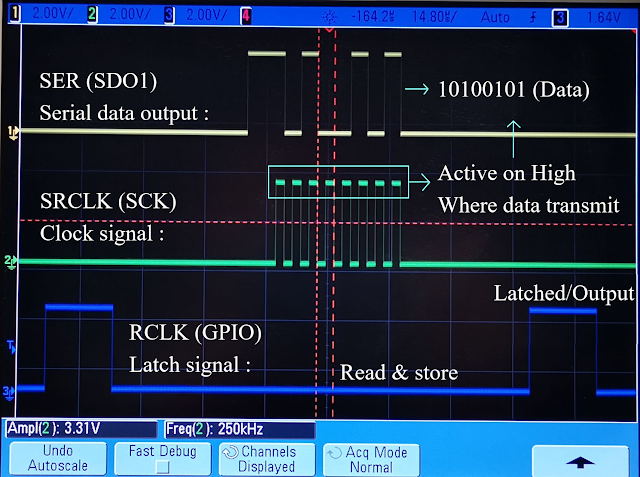 1 2.00V/ 2 2.00V/ 3 2.00V/ 4 -164.2 14.80%/ Auto 3 1.64V
SER (SDO1)
Serial data output :
10100101 (Data)
1
Active on High
Where data transmit
SRCLK (SCK)
Clock signal :
2
Latched/Output
RCLK (GPIO)
Latch signal :
T
Read & store
3
Ampl(2): 3.31V Freq(2): 250kHz
Undo
Autoscale
Fast Debug
Channels
Displayed
Acq Mode
Normal